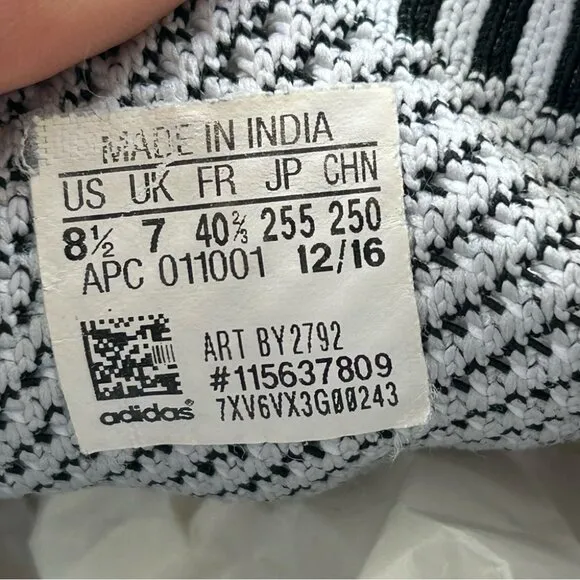 MADE IN INDIA
US UK FR JP CHN
8½ 7 40⅔ 255 250
APC 011001 12/16
ART BY2792
#115637809
adidas® 7XV6VX3G00243